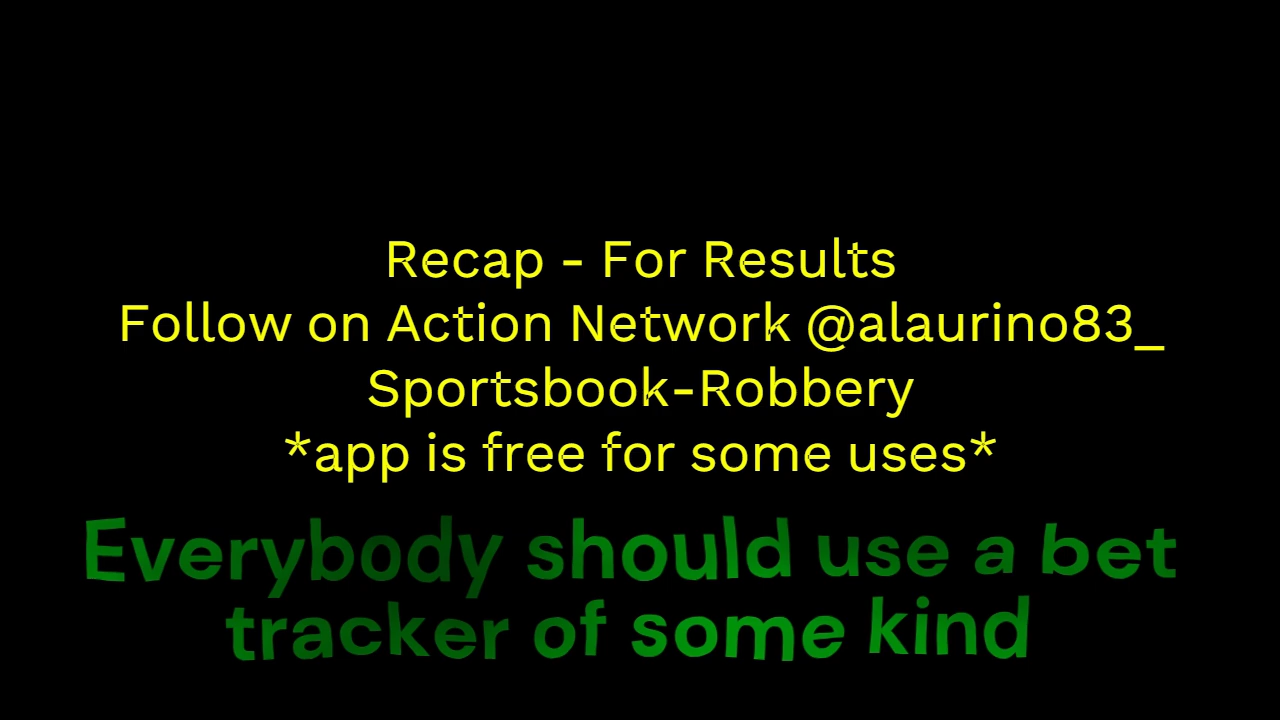 Recap - For Results
Follow on Action Network @alaurino83_
Sportsbook-Robbery
*app is free for some uses*
Everybody should use a bet
tracker of some kind